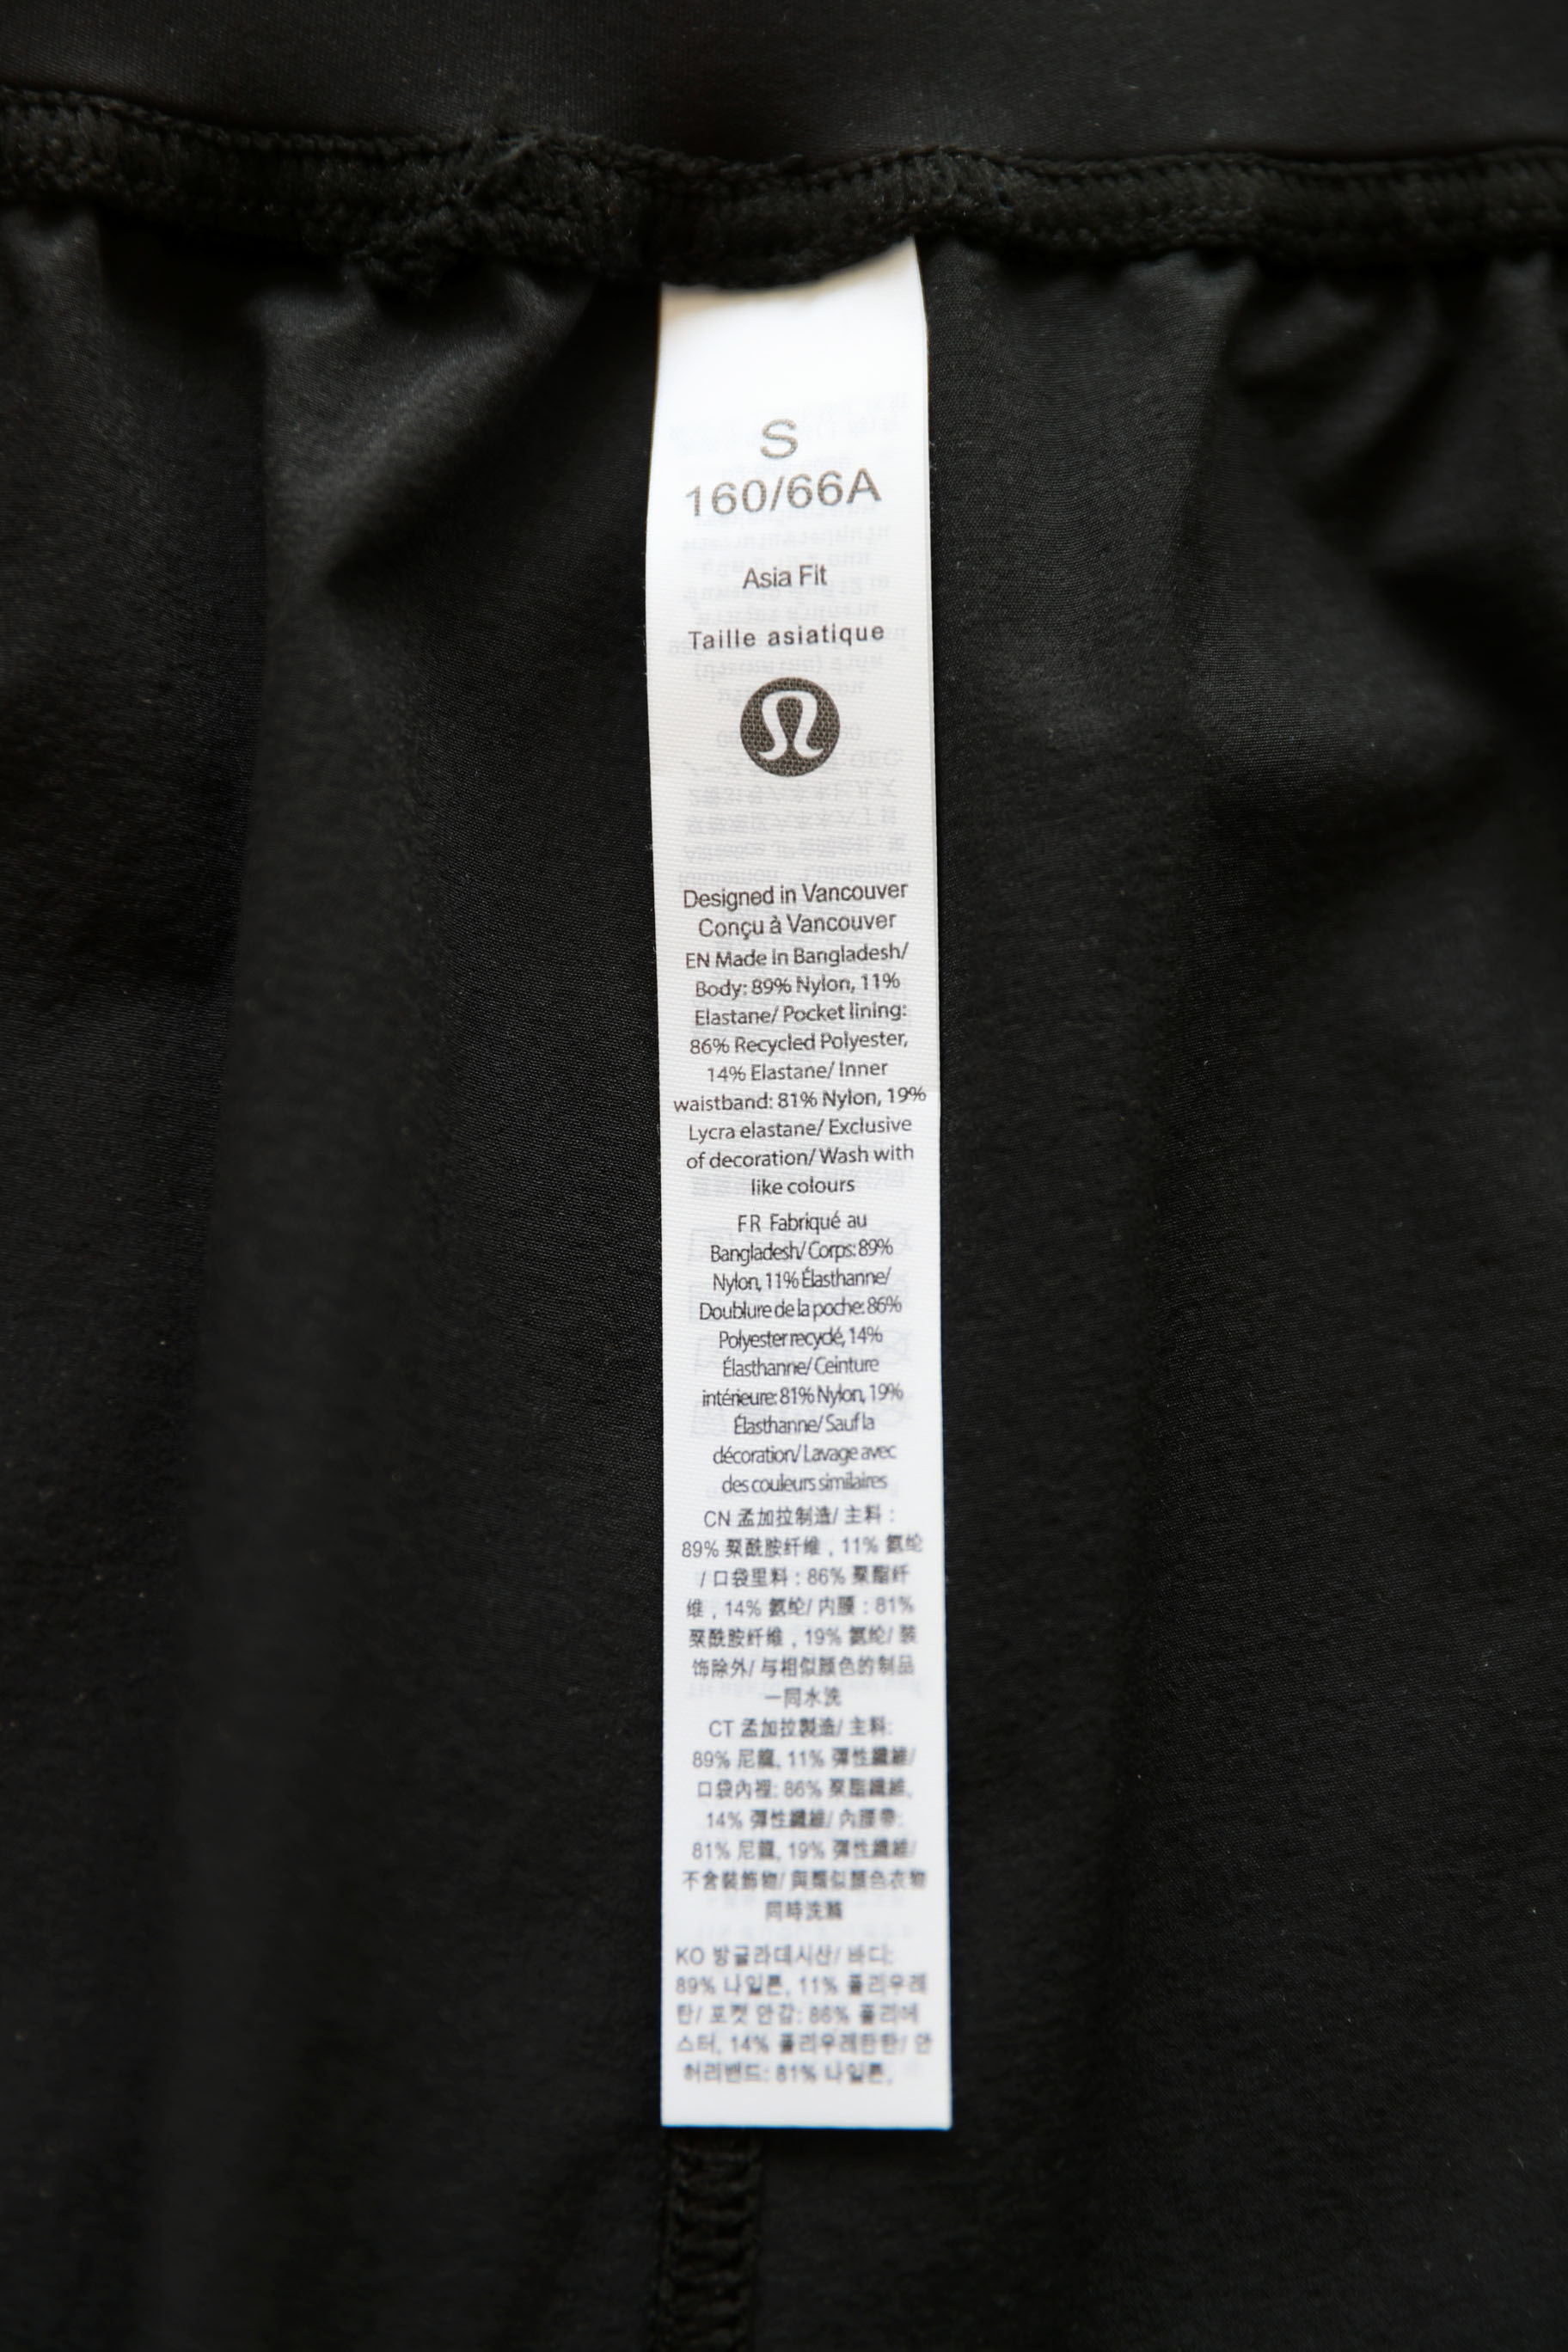 S
160/66A
Asia Fit
Taille asiatique
Designed in Vancouver
Conçu à Vancouver
EN Made in Bangladesh/
Body: 89% Nylon, 11%
Elastane/ Pocket lining:
86% Recycled Polyester,
14% Elastane/ Inner
waistband: 81% Nylon, 19%
Lycra elastane/ Exclusive
of decoration/ Wash with
like colours
FR Fabriqué au
Bangladesh/ Corps: 89%
Nylon, 11% Élasthanne/
Doublure de la poche: 86%
Polyester recyclé, 14%
Élasthanne/ Ceinture
intérieure: 81% Nylon, 19%
Élasthanne/ Sauf la
décoration/ Lavage avec
des couleurs similaires
CN 孟加拉制造/ 主料：
89% 聚酰胺纤维，11% 氨纶
/ 口袋里料：86% 聚酯纤
维，14% 氨纶/ 内腰：81%
聚酰胺纤维，19% 氨纶/ 装
饰除外/ 与相似颜色的制品
一同水洗
CT 孟加拉製造/ 主料:
89% 尼龍, 11% 彈性纖維/
口袋內裡: 86% 聚酯纖維,
14% 彈性纖維/ 內腰帶:
81% 尼龍, 19% 彈性纖維/
不含裝飾物/ 與類似顏色衣物
同時洗滌
KO 방글라데시산/ 바디:
89% 나일론, 11% 폴리우레
탄/ 포켓 안감: 86% 폴리에
스터, 14% 폴리우레탄탄/ 안
허리밴드: 81% 나일론,